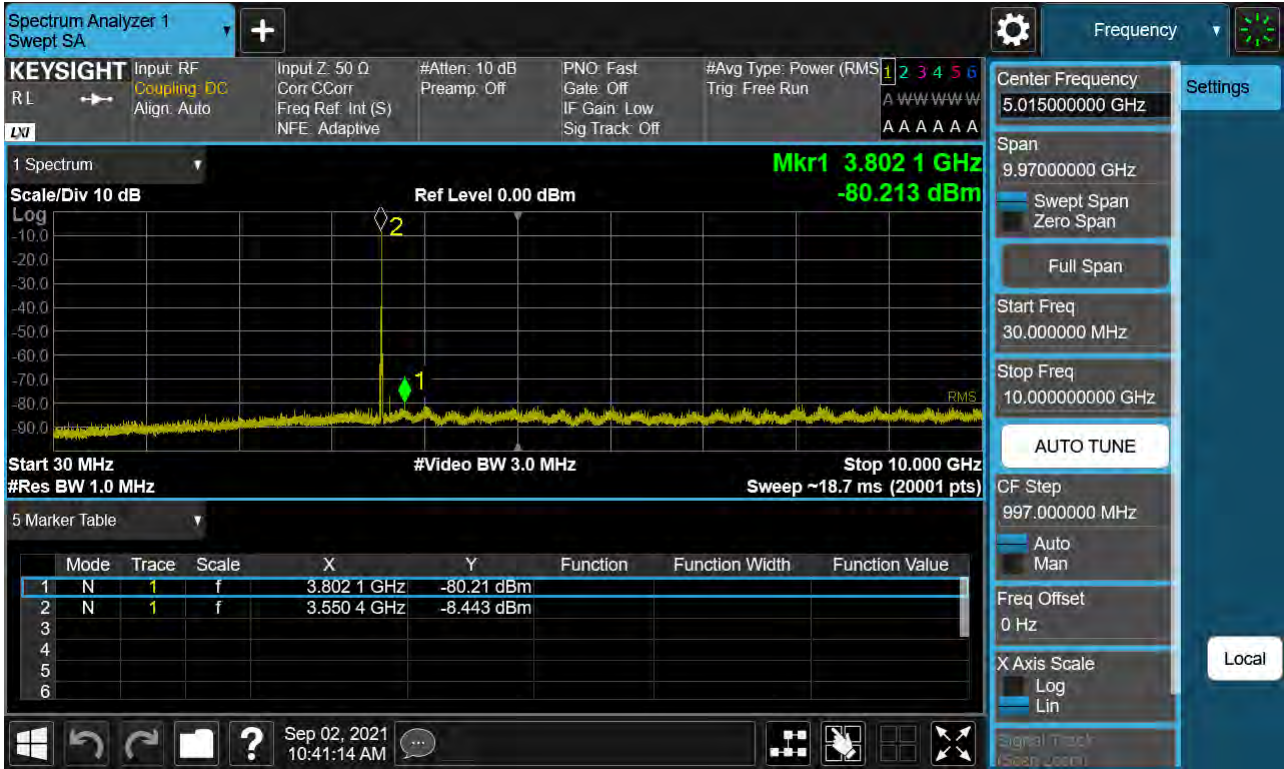 Spectrum Analyzer 1
Swept SA
Frequency
KEYSIGHT
RL
LXI
Input: RF
Coupling: DC
Align: Auto
Input Z: 50 Ω
Corr CCorr
Freq Ref: Int (S)
NFE: Adaptive
#Atten: 10 dB
Preamp: Off
PNO: Fast
Gate: Off
IF Gain: Low
Sig Track: Off
#Avg Type: Power (RMS
Trig: Free Run
1 2 3 4 5 6
A W W W W W
A A A A A A
1 Spectrum
Scale/Div 10 dB
Ref Level 0.00 dBm
Mkr1 3.802 1 GHz
-80.213 dBm
Log
-10.0
-20.0
-30.0
-40.0
-50.0
-60.0
-70.0
-80.0
-90.0
2
1
RMS
Start 30 MHz
#Video BW 3.0 MHz
Stop 10.000 GHz
#Res BW 1.0 MHz
Sweep ~18.7 ms (20001 pts)
5 Marker Table
Mode Trace Scale X Y Function Function Width Function Value
1 N 1 f 3.802 1 GHz -80.21 dBm
2 N 1 f 3.550 4 GHz -8.443 dBm
3
4
5
6
Sep 02, 2021
10:41:14 AM
Center Frequency
5.015000000 GHz
Span
9.97000000 GHz
Swept Span
Zero Span
Full Span
Start Freq
30.000000 MHz
Stop Freq
10.000000000 GHz
AUTO TUNE
CF Step
997.000000 MHz
Auto
Man
Freq Offset
0 Hz
X Axis Scale
Log
Lin
Signal Track
(Span Zoom)
Settings
Local